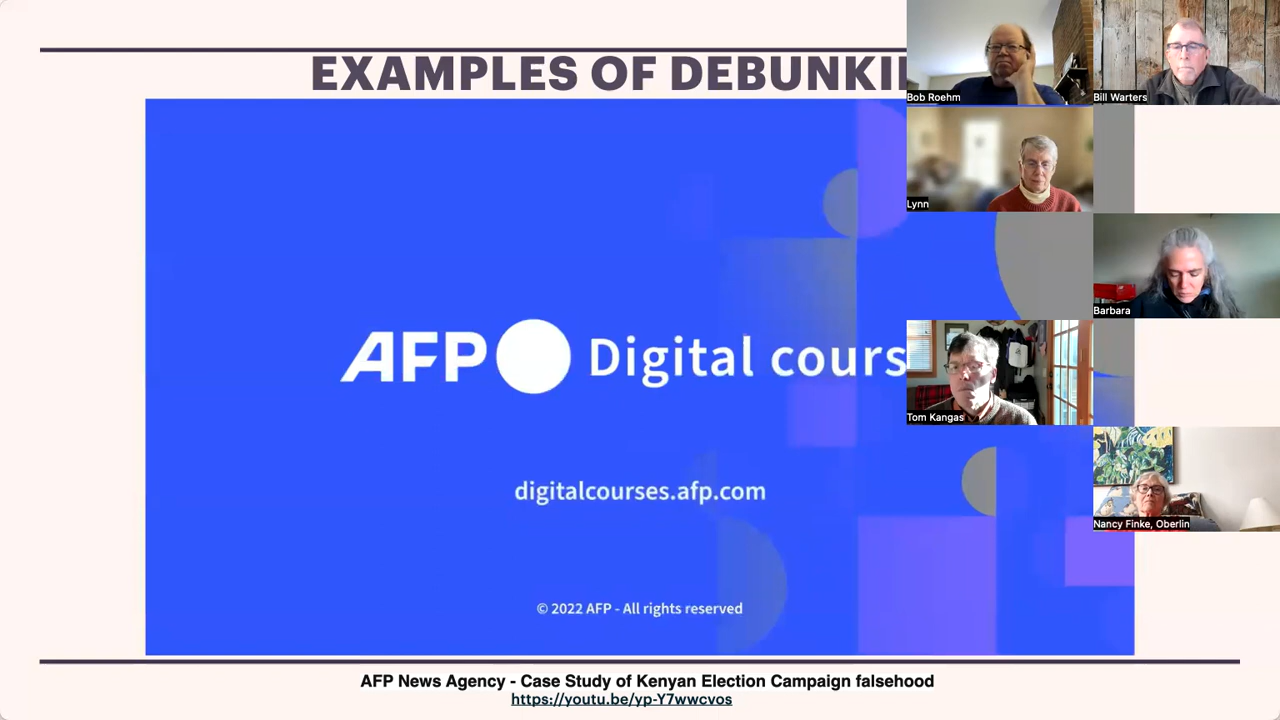 EXAMPLES OF DEBUNKI
Bob Roehm
Bill Warters
Lynn
Barbara
Tom Kangas
Nancy Finke, Oberlin
AFP Digital cours
digitalcourses.afp.com
© 2022 AFP - All rights reserved
AFP News Agency - Case Study of Kenyan Election Campaign falsehood
https://youtu.be/yp-Y7wwcvos